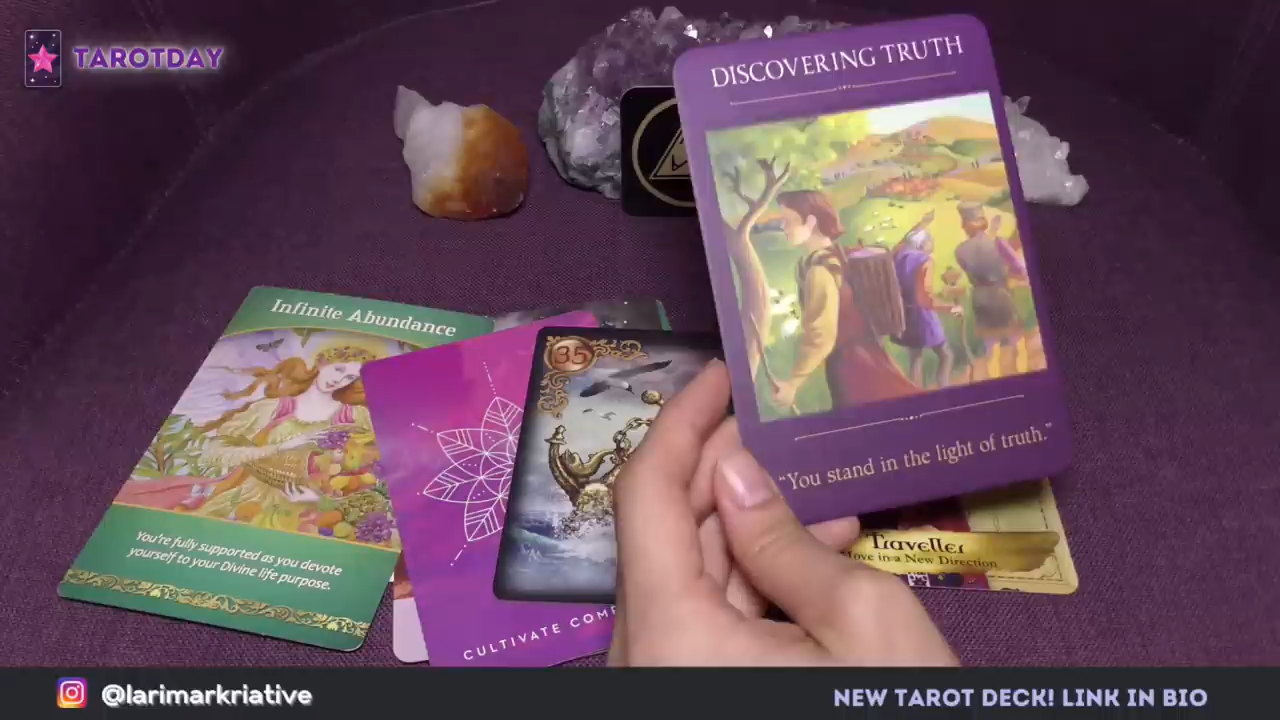 TAROTDAY
DISCOVERING TRUTH
"You stand in the light of truth."
Infinite Abundance
You're fully supported as you devote
yourself to your Divine life purpose.
35
CULTIVATE
Traveller
Move in a New Direction
@larimarkriative
NEW TAROT DECK! LINK IN BIO